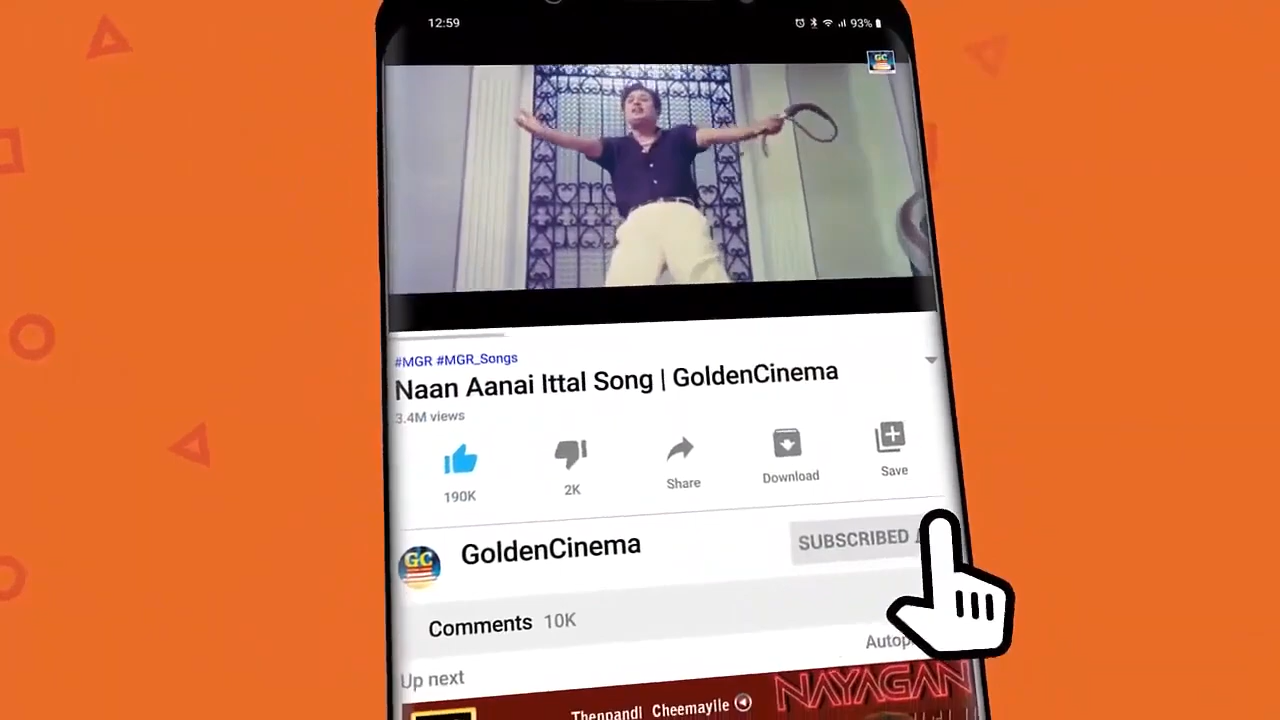 12:59
93%
GC
#MGR #MGR_Songs
Naan Aanai Ittal Song | GoldenCinema
3.4M views
190K
2K
Share
Download
Save
GC
GoldenCinema
SUBSCRIBED
Comments 10K
Autop
Up next
Thenpandi Cheemaylle
NAYAGAN